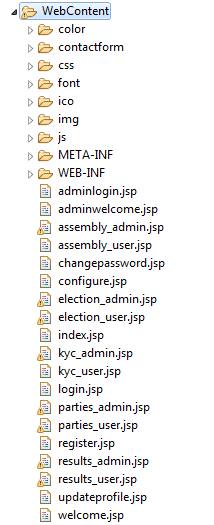 WebContent
color
contactform
css
font
ico
img
js
META-INF
WEB-INF
adminlogin.jsp
adminwelcome.jsp
assembly_admin.jsp
assembly_user.jsp
changepassword.jsp
configure.jsp
election_admin.jsp
election_user.jsp
index.jsp
kyc_admin.jsp
kyc_user.jsp
login.jsp
parties_admin.jsp
parties_user.jsp
register.jsp
results_admin.jsp
results_user.jsp
updateprofile.jsp
welcome.jsp